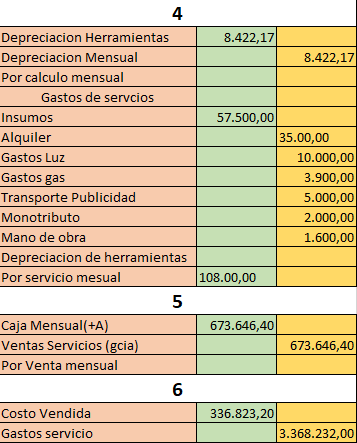 4
Depreciacion Herramientas 8.422,17
Depreciacion Mensual 8.422,17
Por calculo mensual
Gastos de servcios
Insumos 57.500,00
Alquiler 35.00,00
Gastos Luz 10.000,00
Gastos gas 3.900,00
Transporte Publicidad 5.000,00
Monotributo 2.000,00
Mano de obra 1.600,00
Depreciacion de herramientas
Por servicio mesual 108.00,00
5
Caja Mensual(+A) 673.646,40
Ventas Servicios (gcia) 673.646,40
Por Venta mensual
6
Costo Vendida 336.823,20
Gastos servicio 3.368.232,00